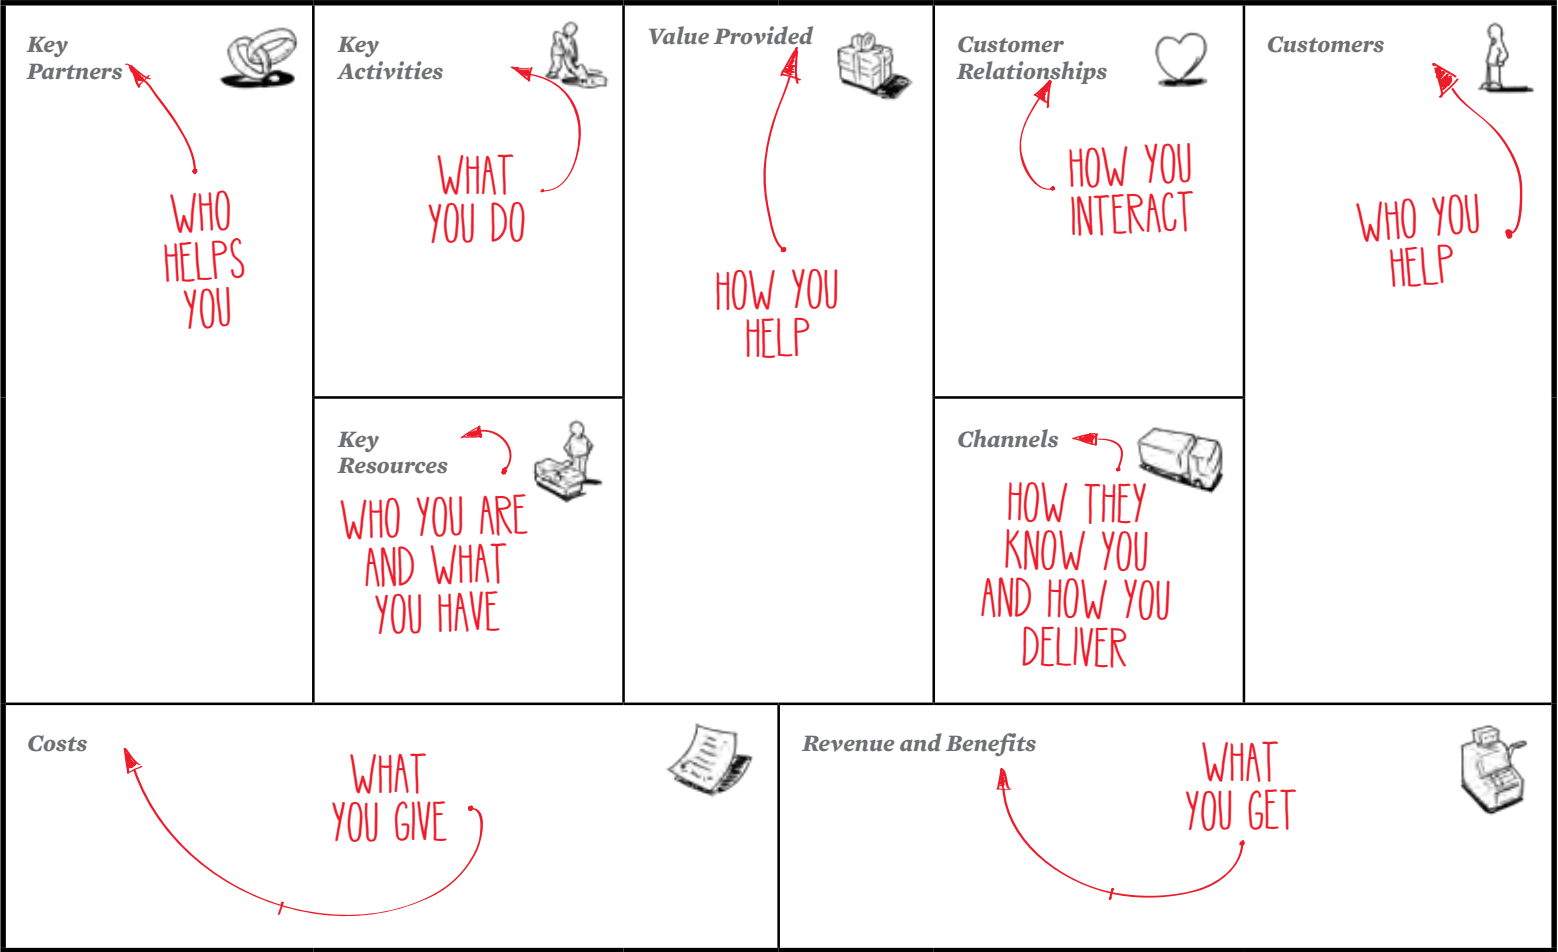 Key
Partners
WHO
HELPS
YOU
Key
Activities
WHAT
YOU DO
Key
Resources
WHO YOU ARE
AND WHAT
YOU HAVE
Value Provided
HOW YOU
HELP
Customer
Relationships
HOW YOU
INTERACT
Channels
HOW THEY
KNOW YOU
AND HOW YOU
DELIVER
Customers
WHO YOU
HELP
Costs
WHAT
YOU GIVE
Revenue and Benefits
WHAT
YOU GET